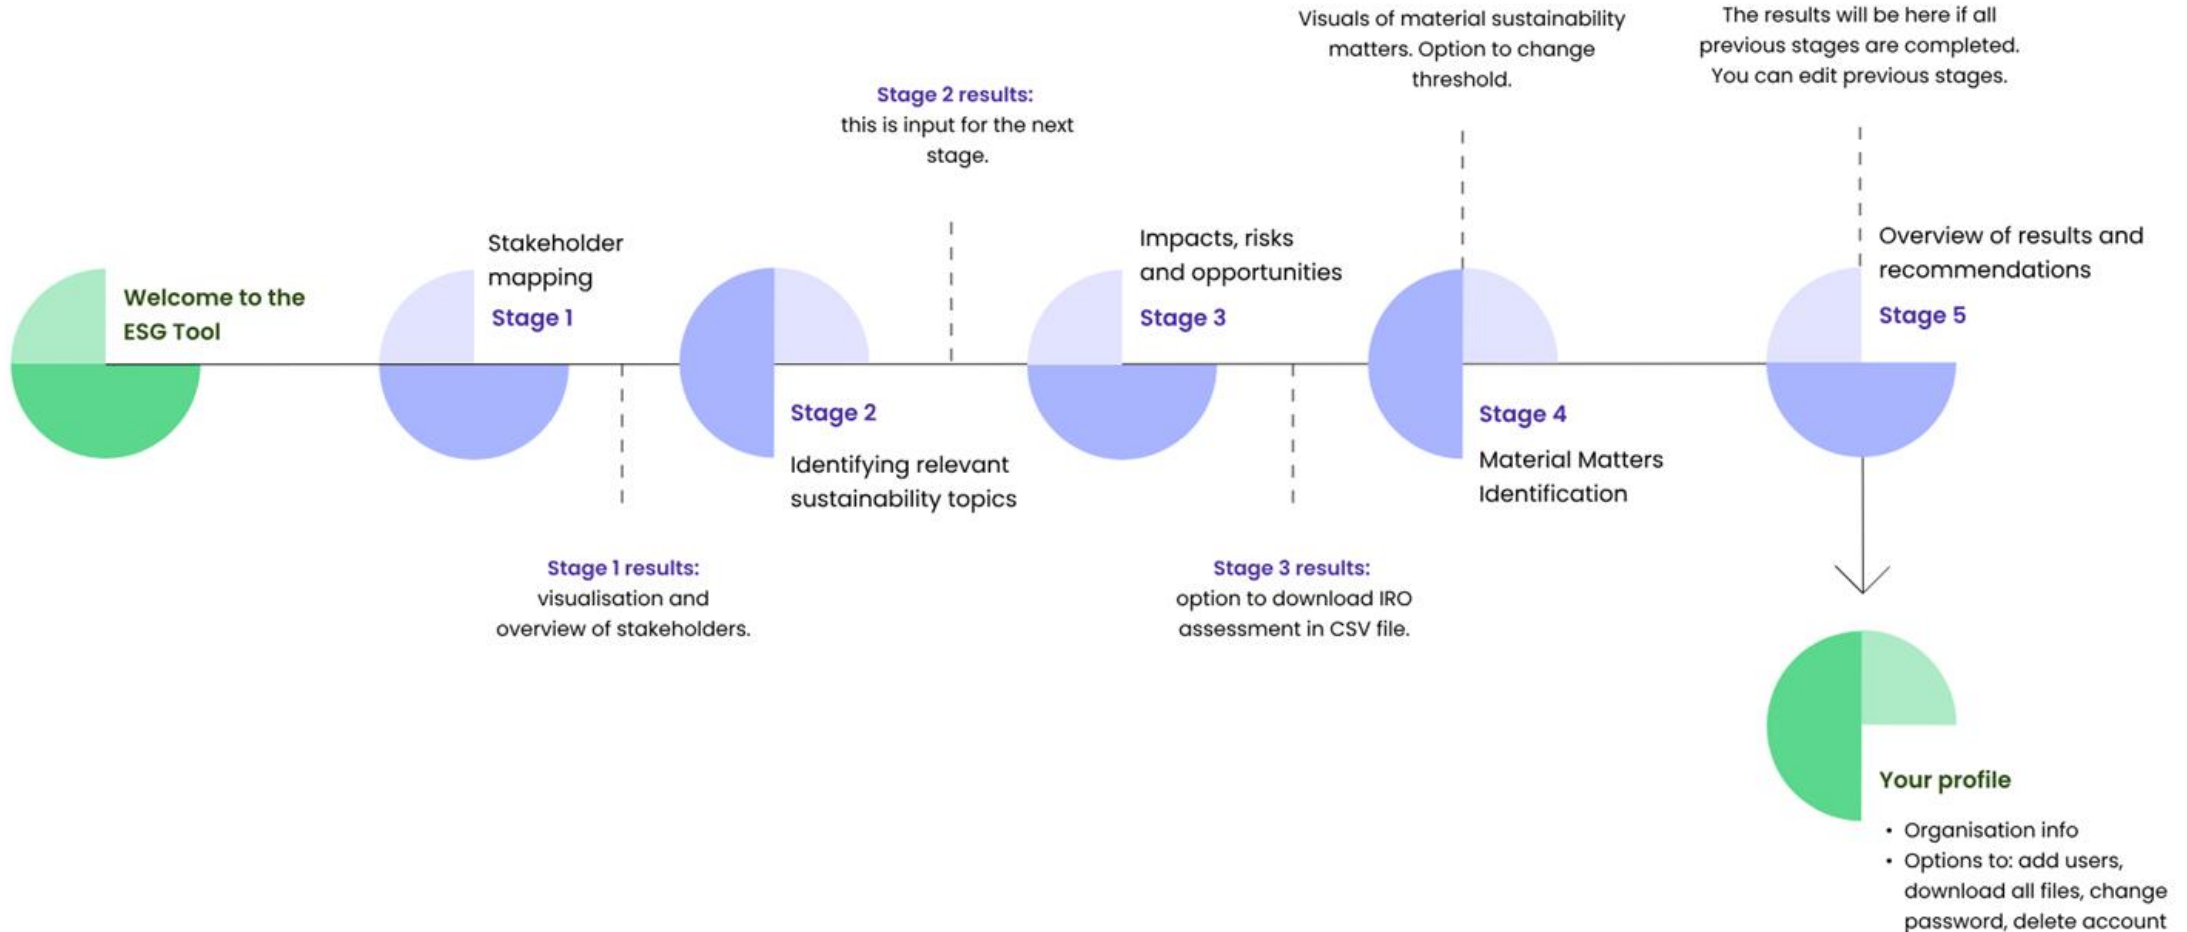 Visuals of material sustainability
matters. Option to change
threshold.
The results will be here if all
previous stages are completed.
You can edit previous stages.
Stage 2 results:
this is input for the next
stage.
Welcome to the
ESG Tool
Stakeholder
mapping
Stage 1
Impacts, risks
and opportunities
Stage 3
Overview of results and
recommendations
Stage 5
Stage 2
Identifying relevant
sustainability topics
Stage 4
Material Matters
Identification
Stage 1 results:
visualisation and
overview of stakeholders.
Stage 3 results:
option to download IRO
assessment in CSV file.
Your profile
• Organisation info
• Options to: add users,
download all files, change
password, delete account